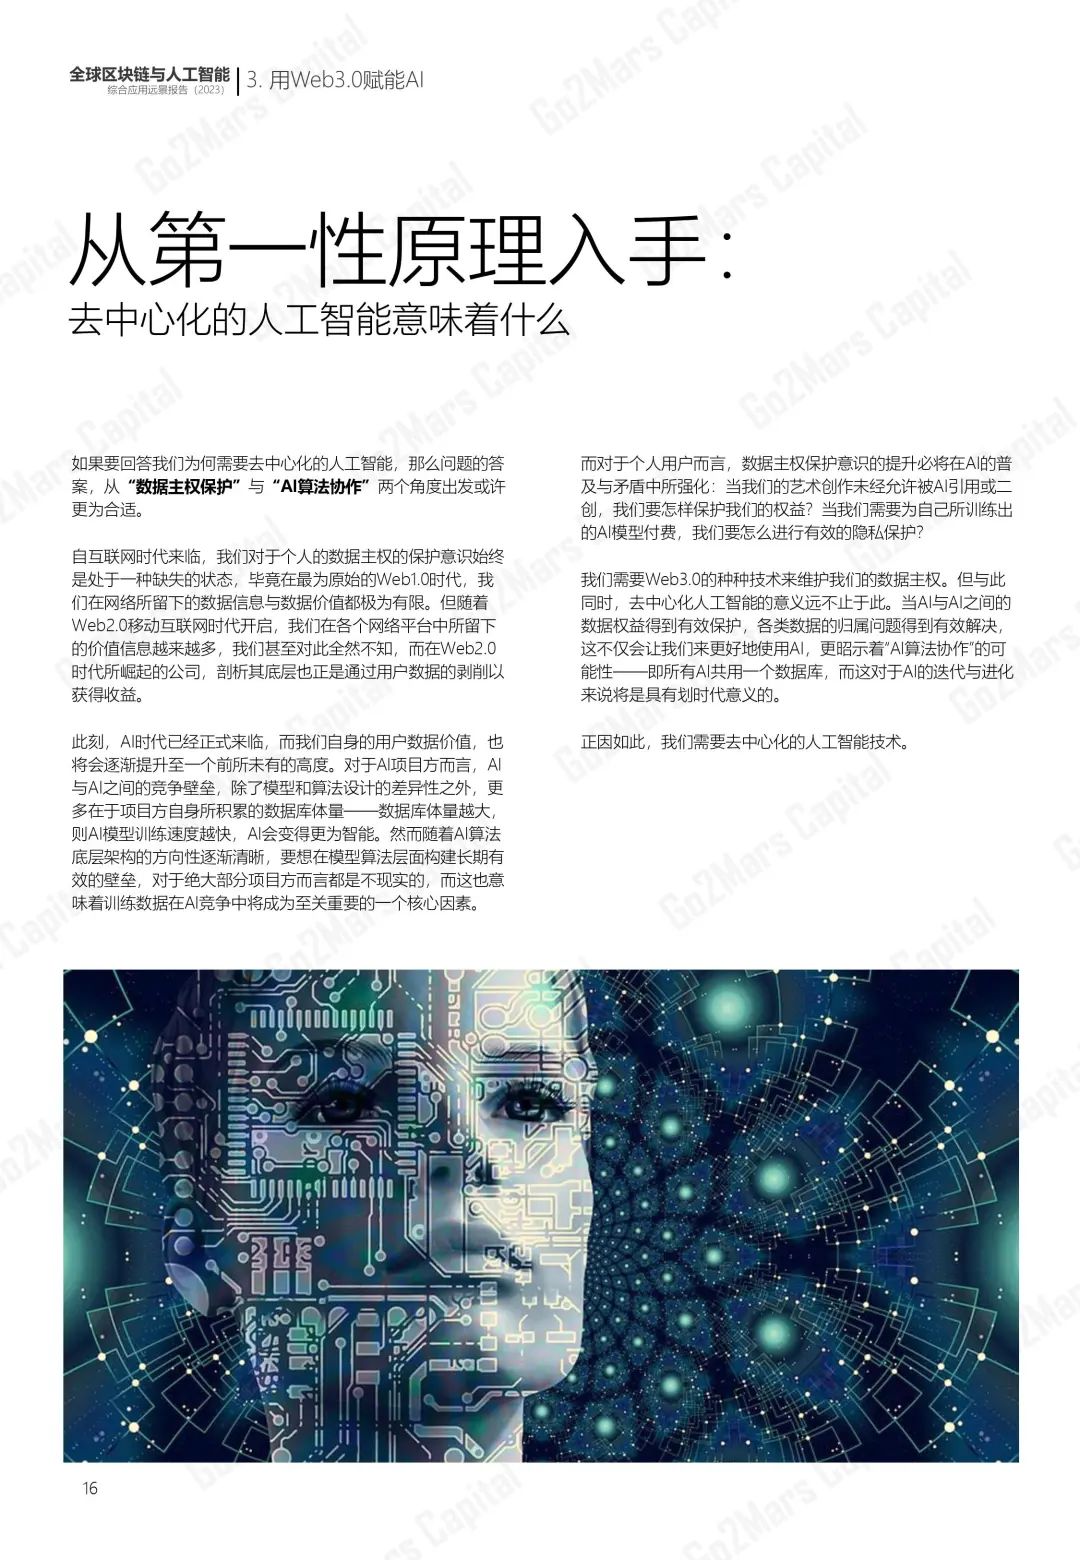 全球区块链与人工智能
综合应用远景报告（2023）
3. 用Web3.0赋能AI
从第一性原理入手：
去中心化的人工智能意味着什么
如果要回答我们为何需要去中心化的人工智能，那么问题的答
案，从“数据主权保护”与“AI算法协作”两个角度出发或许
更为合适。
自互联网时代来临，我们对于个人的数据主权的保护意识始终
是处于一种缺失的状态，毕竟在最为原始的Web1.0时代，我
们在网络所留下的数据信息与数据价值都极为有限。但随着
Web2.0移动互联网时代开启，我们在各个网络平台中所留下
的价值信息越来越多，我们甚至对此全然不知，而在Web2.0
时代所崛起的公司，剖析其底层也正是通过用户数据的剥削以
获得收益。
此刻，AI时代已经正式来临，而我们自身的用户数据价值，也
将会逐渐提升至一个前所未有的高度。对于AI项目方而言，AI
与AI之间的竞争壁垒，除了模型和算法设计的差异性之外，更
多在于项目方自身所积累的数据库体量——数据库体量越大，
则AI模型训练速度越快，AI会变得更为智能。然而随着AI算法
底层架构的方向性逐渐清晰，要想在模型算法层面构建长期有
效的壁垒，对于绝大部分项目方而言都是不现实的，而这也意
味着训练数据在AI竞争中将成为至关重要的一个核心因素。
而对于个人用户而言，数据主权保护意识的提升必将在AI的普
及与矛盾中所强化：当我们的艺术创作未经允许被AI引用或二
创，我们要怎样保护我们的权益？当我们需要为自己所训练出
的AI模型付费，我们要怎么进行有效的隐私保护？
我们需要Web3.0的种种技术来维护我们的数据主权。但与此
同时，去中心化人工智能的意义远不止于此。当AI与AI之间的
数据权益得到有效保护，各类数据的归属问题得到有效解决，
这不仅会让我们来更好地使用AI，更昭示着“AI算法协作”的可
能性——即所有AI共用一个数据库，而这对于AI的迭代与进化
来说将是具有划时代意义的。
正因如此，我们需要去中心化的人工智能技术。
16
Go2Mars Capital